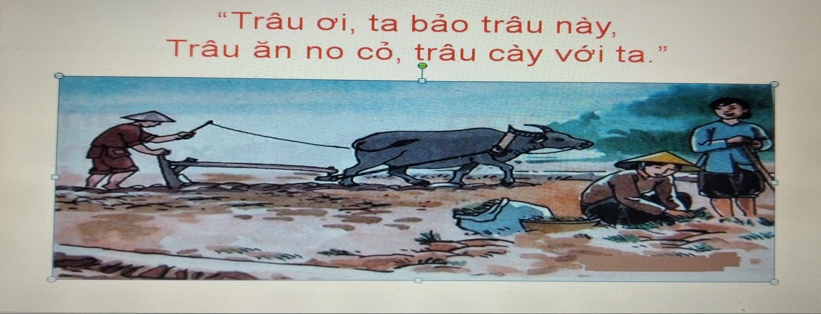 “Trâu ơi, ta bảo trâu này,
Trâu ăn no cỏ, trâu cày với ta.”